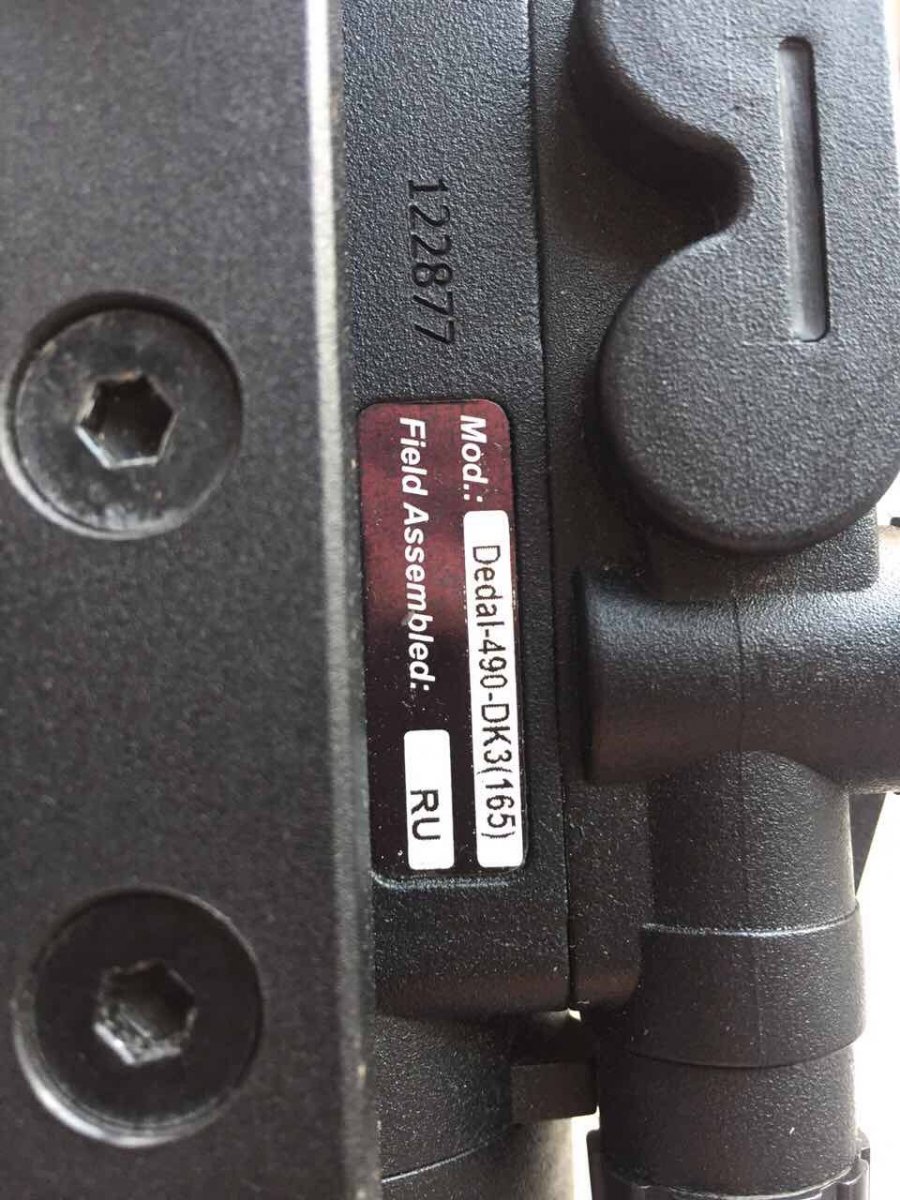 122877
Mod.: Dedal-490-DK3(165)
Field Assembled: RU